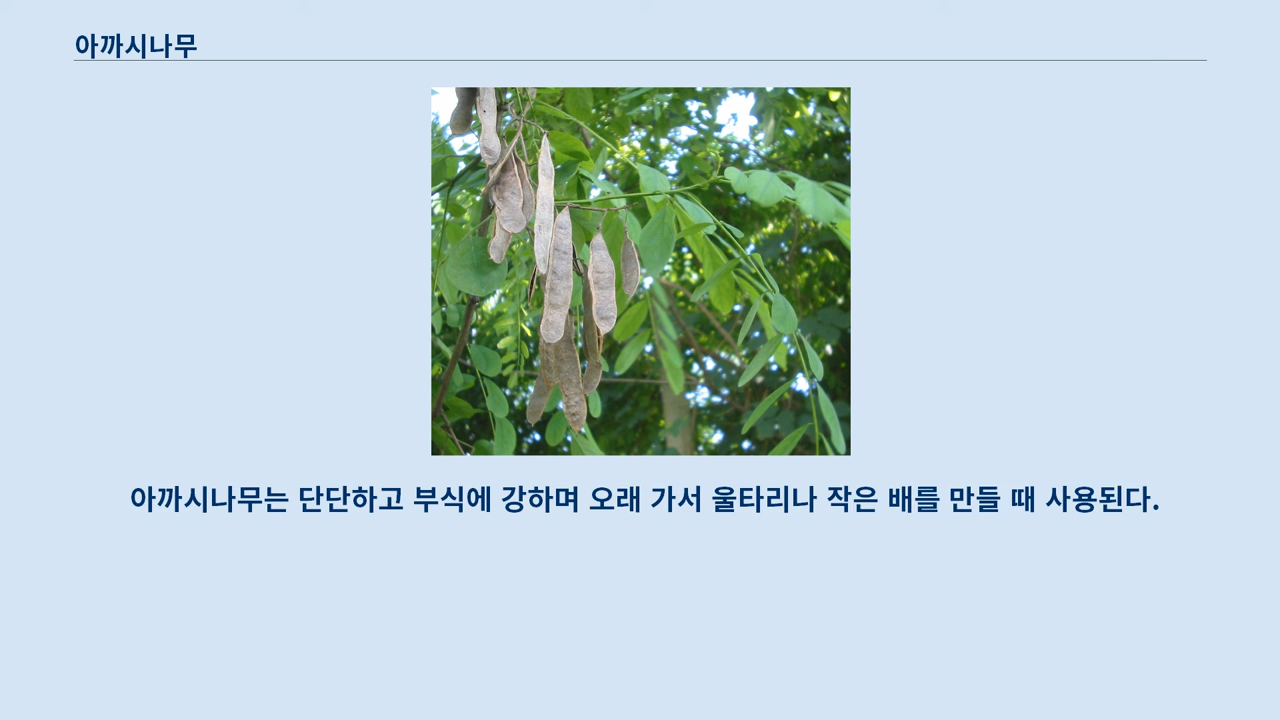 아까시나무
아까시나무는 단단하고 부식에 강하며 오래 가서 울타리나 작은 배를 만들 때 사용된다.